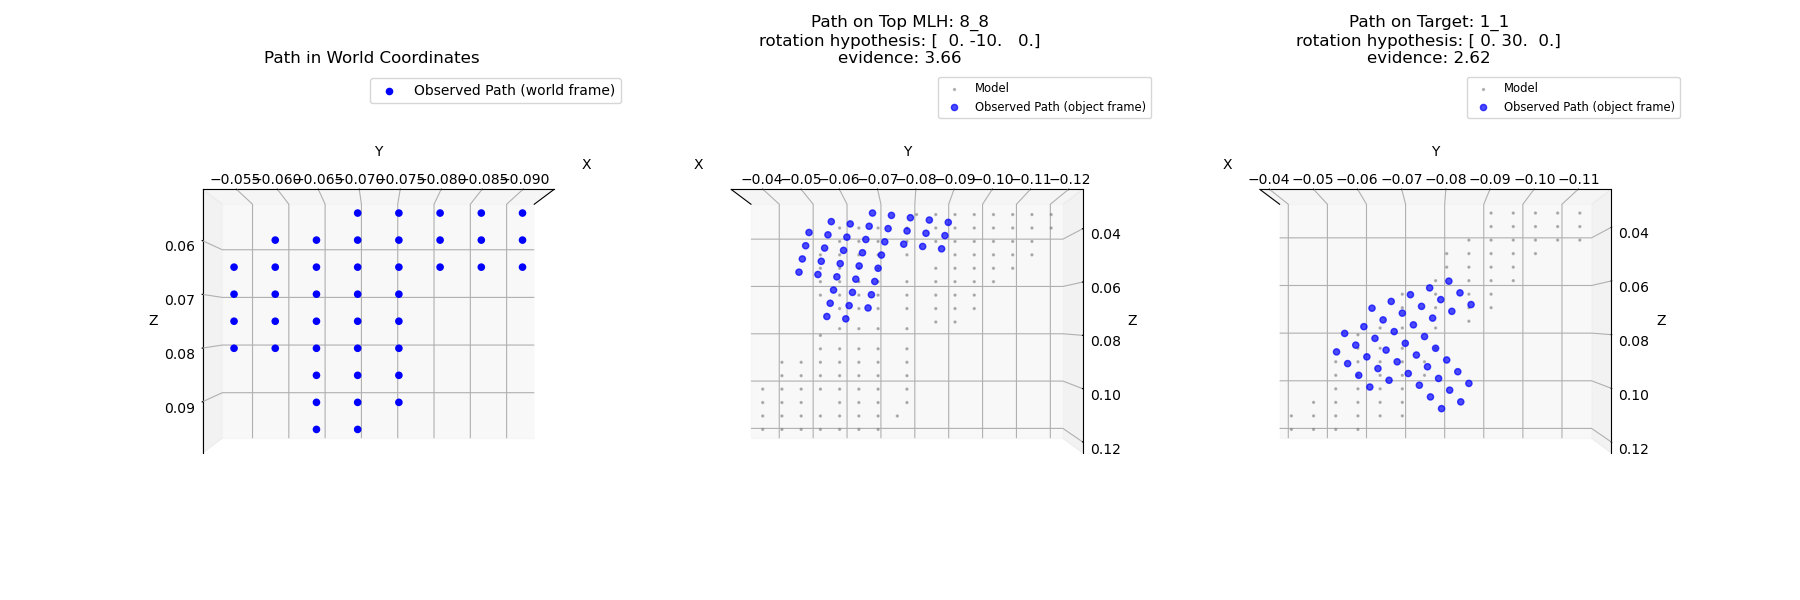 Path in World Coordinates
Observed Path (world frame)
Y
X
−0.055 −0.060 −0.065 −0.070 −0.075 −0.080 −0.085 −0.090
0.06
0.07
Z
0.08
0.09
Path on Top MLH: 8_8
rotation hypothesis: [  0. -10.   0.]
evidence: 3.66
Model
Observed Path (object frame)
Y
X
−0.04 −0.05 −0.06 −0.07 −0.08 −0.09 −0.10 −0.11 −0.12
0.04
0.06
Z
0.08
0.10
0.12
Path on Target: 1_1
rotation hypothesis: [ 0. 30.  0.]
evidence: 2.62
Model
Observed Path (object frame)
Y
X
−0.04 −0.05 −0.06 −0.07 −0.08 −0.09 −0.10 −0.11
0.04
0.06
Z
0.08
0.10
0.12